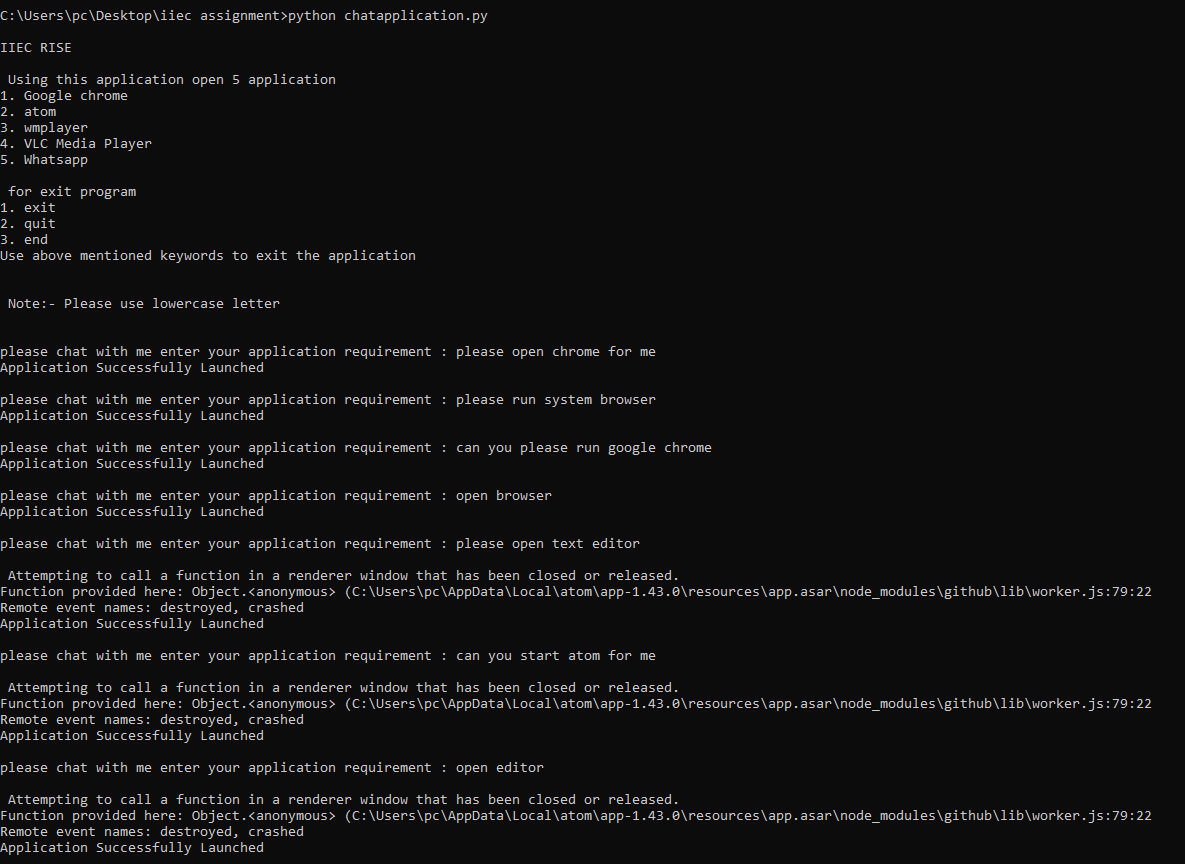 C:\Users\pc\Desktop\iiec assignment>python chatapplication.py
IIEC RISE
Using this application open 5 application
1. Google chrome
2. atom
3. wmplayer
4. VLC Media Player
5. Whatsapp
for exit program
1. exit
2. quit
3. end
Use above mentioned keywords to exit the application
Note:- Please use lowercase letter
please chat with me enter your application requirement : please open chrome for me
Application Successfully Launched
please chat with me enter your application requirement : please run system browser
Application Successfully Launched
please chat with me enter your application requirement : can you please run google chrome
Application Successfully Launched
please chat with me enter your application requirement : open browser
Application Successfully Launched
please chat with me enter your application requirement : please open text editor
Attempting to call a function in a renderer window that has been closed or released.
Function provided here: Object.<anonymous> (C:\Users\pc\AppData\Local\atom\app-1.43.0\resources\app.asar\node_modules\github\lib\worker.js:79:22
Remote event names: destroyed, crashed
Application Successfully Launched
please chat with me enter your application requirement : can you start atom for me
Attempting to call a function in a renderer window that has been closed or released.
Function provided here: Object.<anonymous> (C:\Users\pc\AppData\Local\atom\app-1.43.0\resources\app.asar\node_modules\github\lib\worker.js:79:22
Remote event names: destroyed, crashed
Application Successfully Launched
please chat with me enter your application requirement : open editor
Attempting to call a function in a renderer window that has been closed or released.
Function provided here: Object.<anonymous> (C:\Users\pc\AppData\Local\atom\app-1.43.0\resources\app.asar\node_modules\github\lib\worker.js:79:22
Remote event names: destroyed, crashed
Application Successfully Launched